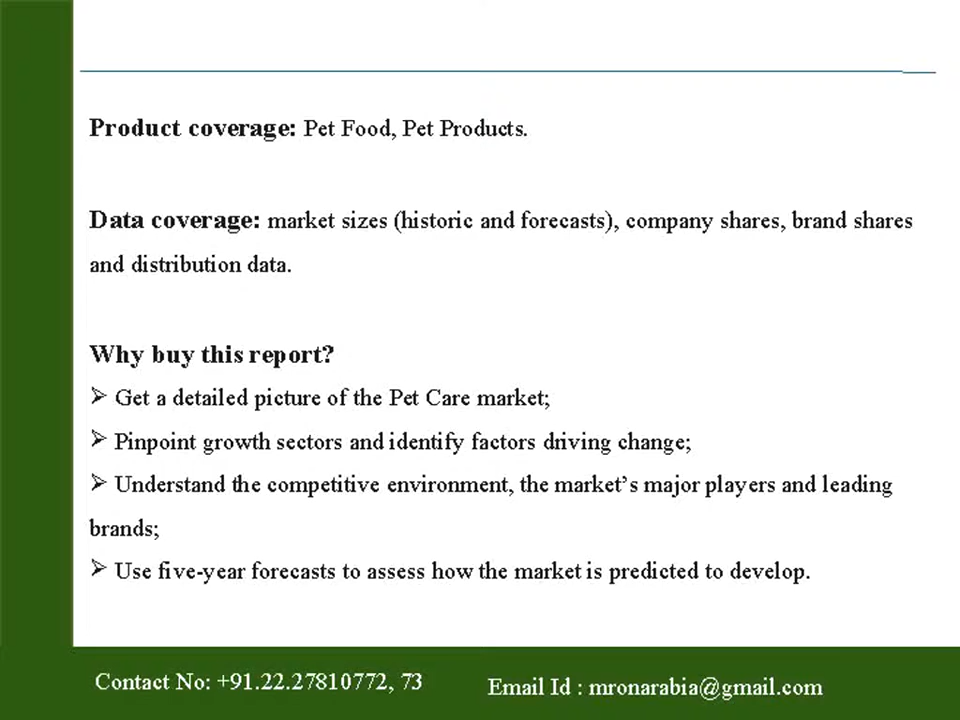 Product coverage: Pet Food, Pet Products.
Data coverage: market sizes (historic and forecasts), company shares, brand shares
and distribution data.
Why buy this report?
➢ Get a detailed picture of the Pet Care market;
➢ Pinpoint growth sectors and identify factors driving change;
➢ Understand the competitive environment, the market’s major players and leading
brands;
➢ Use five-year forecasts to assess how the market is predicted to develop.
Contact No: +91.22.27810772, 73
Email Id : mronarabia@gmail.com